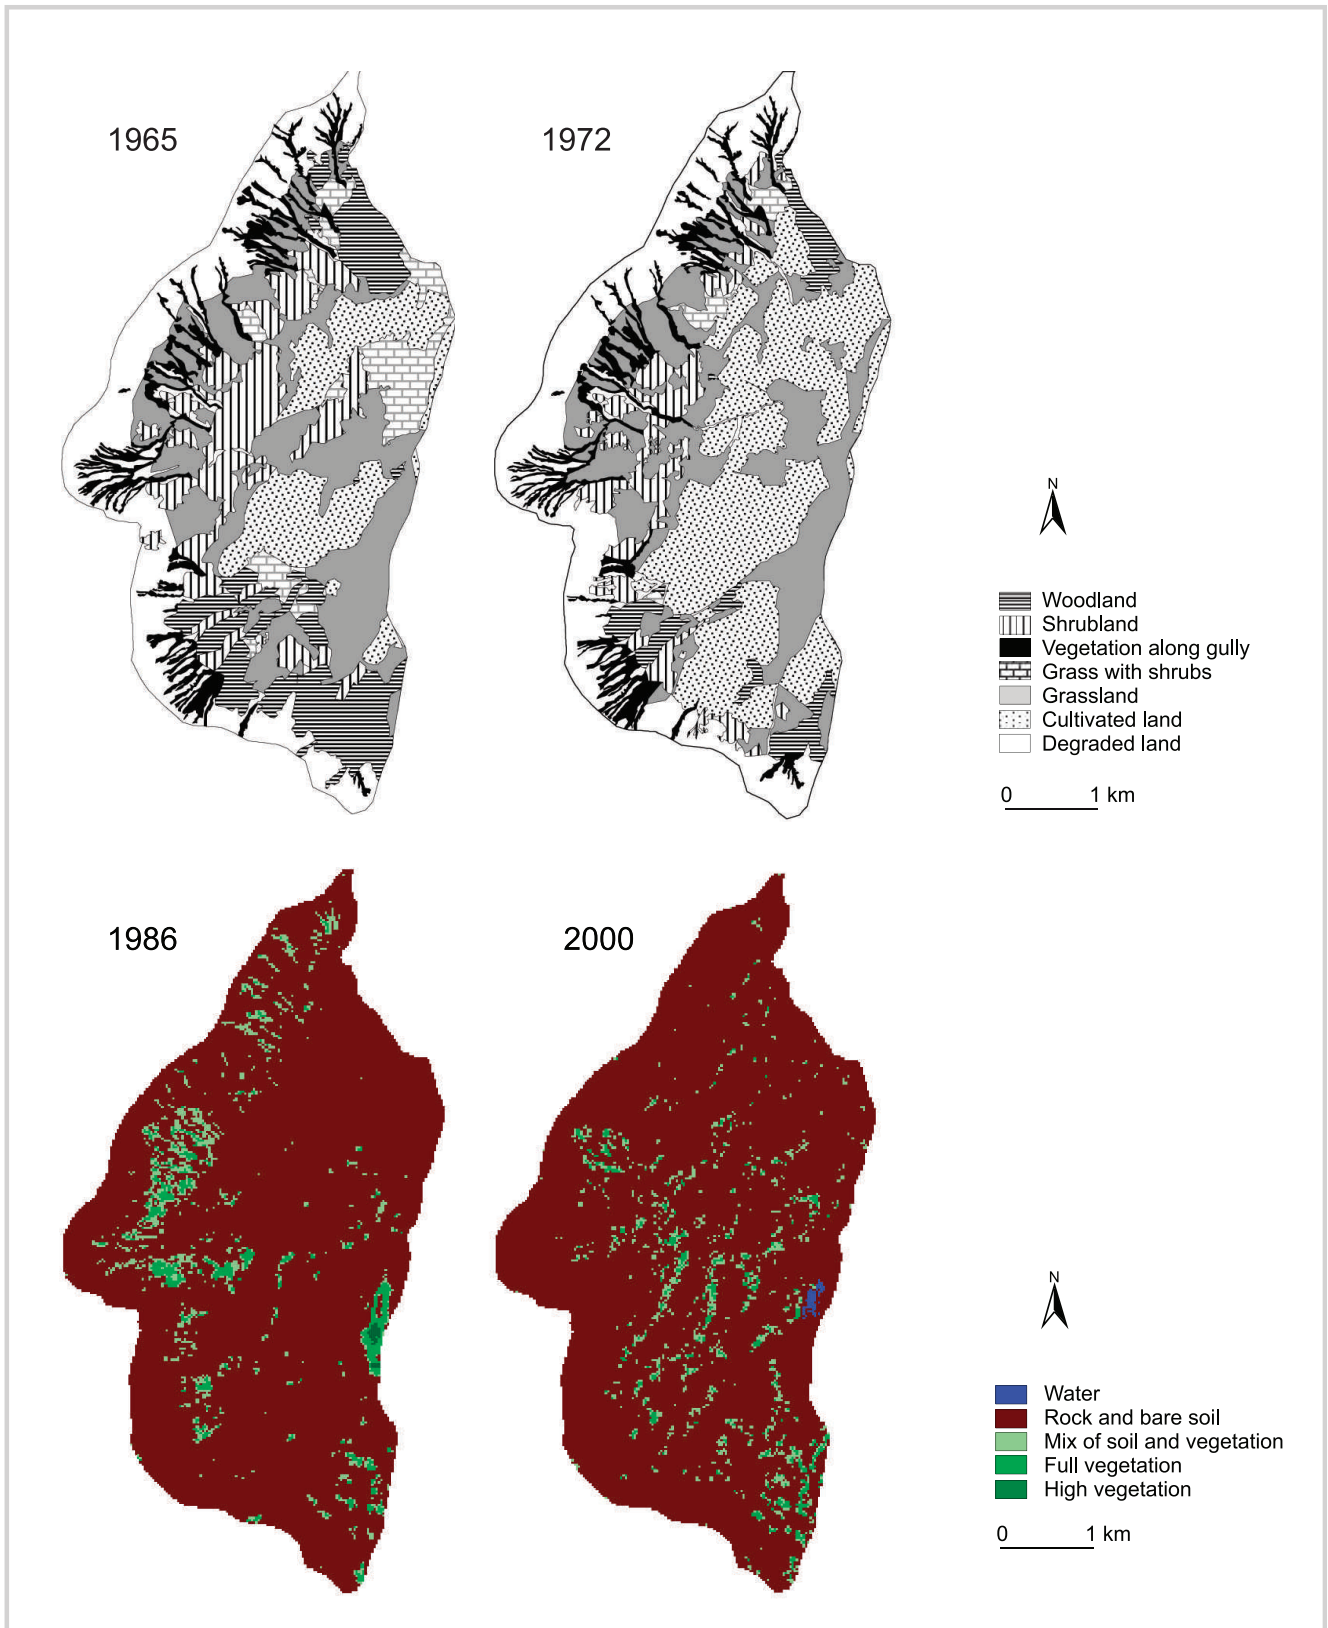 1965
1972
N
Woodland
Shrubland
Vegetation along gully
Grass with shrubs
Grassland
Cultivated land
Degraded land
0 1 km
1986
2000
N
Water
Rock and bare soil
Mix of soil and vegetation
Full vegetation
High vegetation
0 1 km